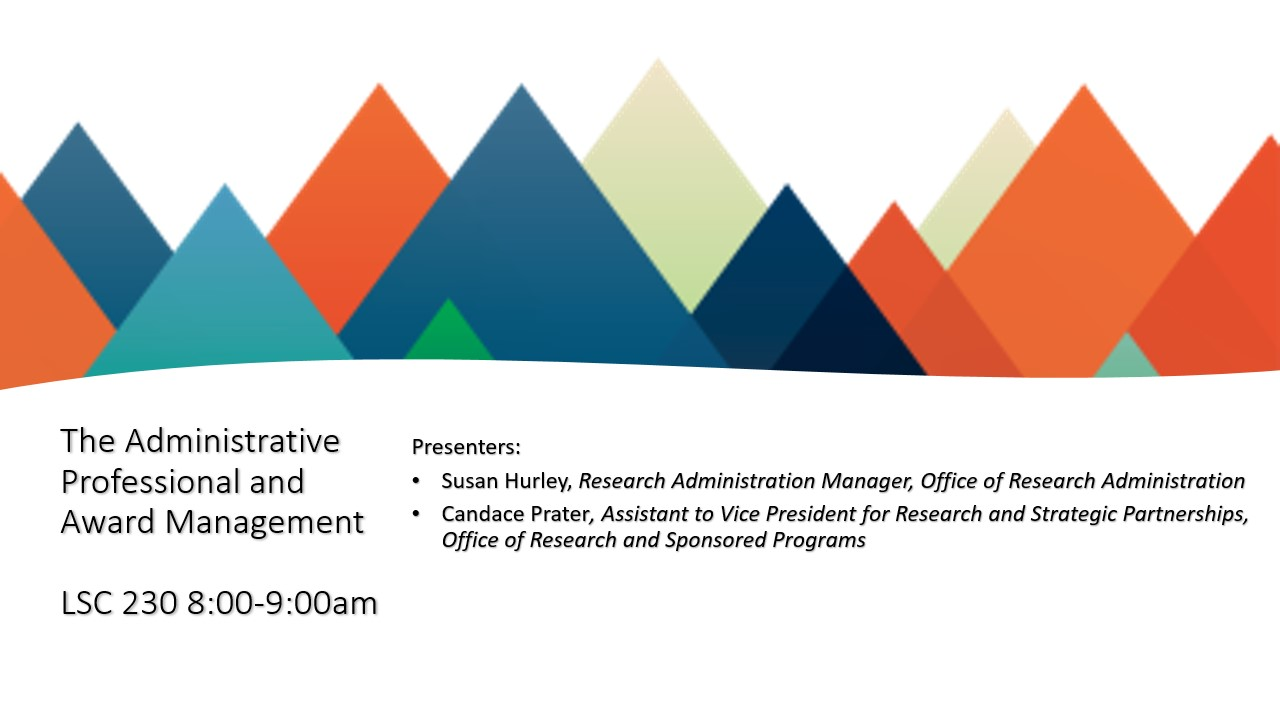 The Administrative
Professional and
Award Management
LSC 230 8:00-9:00am
Presenters:
• Susan Hurley, Research Administration Manager, Office of Research Administration
• Candace Prater, Assistant to Vice President for Research and Strategic Partnerships,
Office of Research and Sponsored Programs